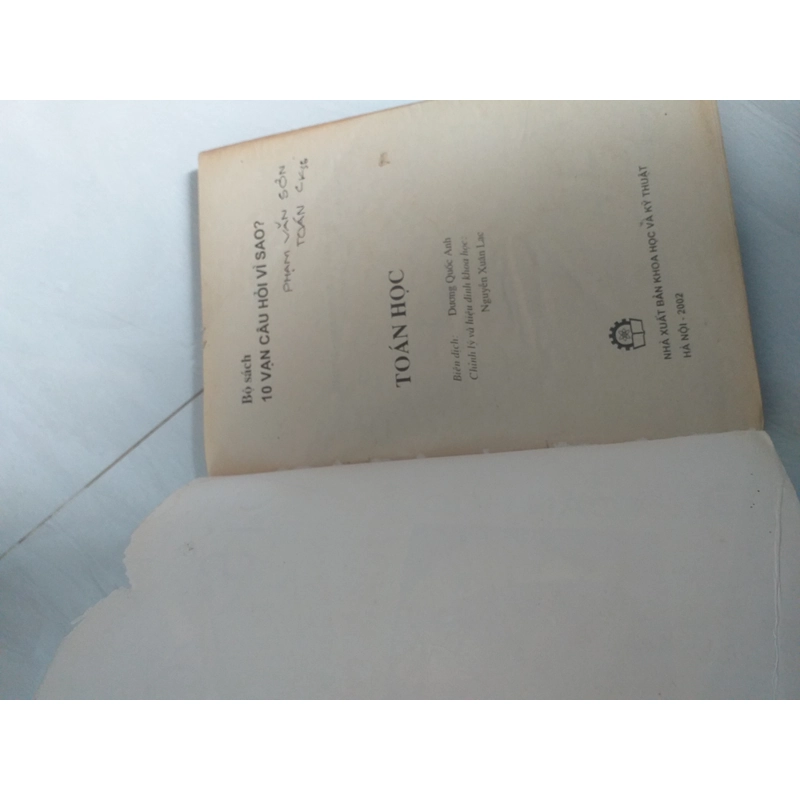 Bộ sách
10 VẠN CÂU HỎI VÌ SAO?
PHẠM VĂN SƠN
TOÁN
TOÁN HỌC
Biên dịch Dương Quốc Anh
Chỉnh lý và hiệu đính khoa học:
Nguyễn Xuân Lạc
NHÀ XUẤT BẢN KHOA HỌC VÀ KỸ THUẬT
HÀ NỘI - 2002